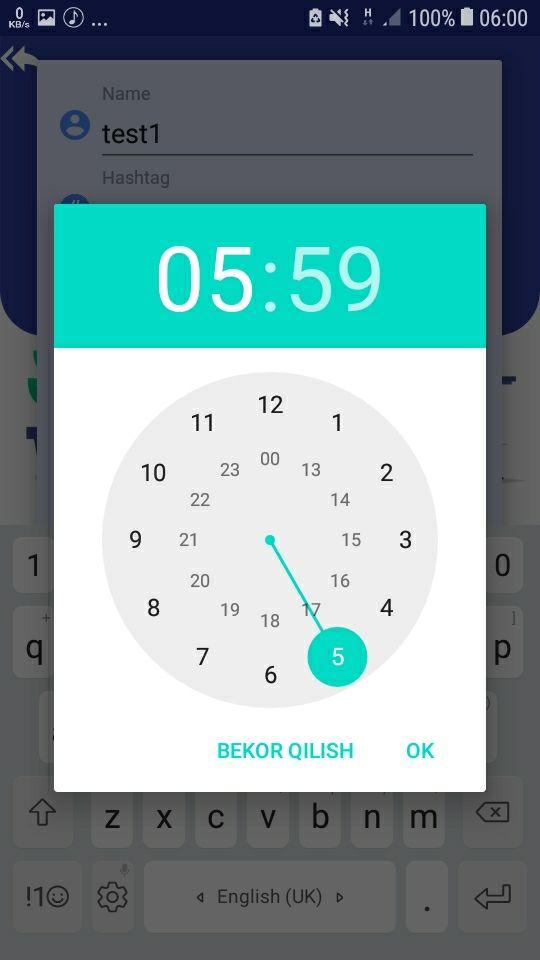 0
KB/s
...
H
100%
06:00
Name
test1
Hashtag
05:59
12
11
1
00
23
13
10
2
22
14
9
21
15
3
20
16
8
19
17
4
18
7
5
6
BEKOR QILISH
OK
1
0
+
]
q
p
)
z
x
c
v
b
n
m
!1☺
English (UK)
.